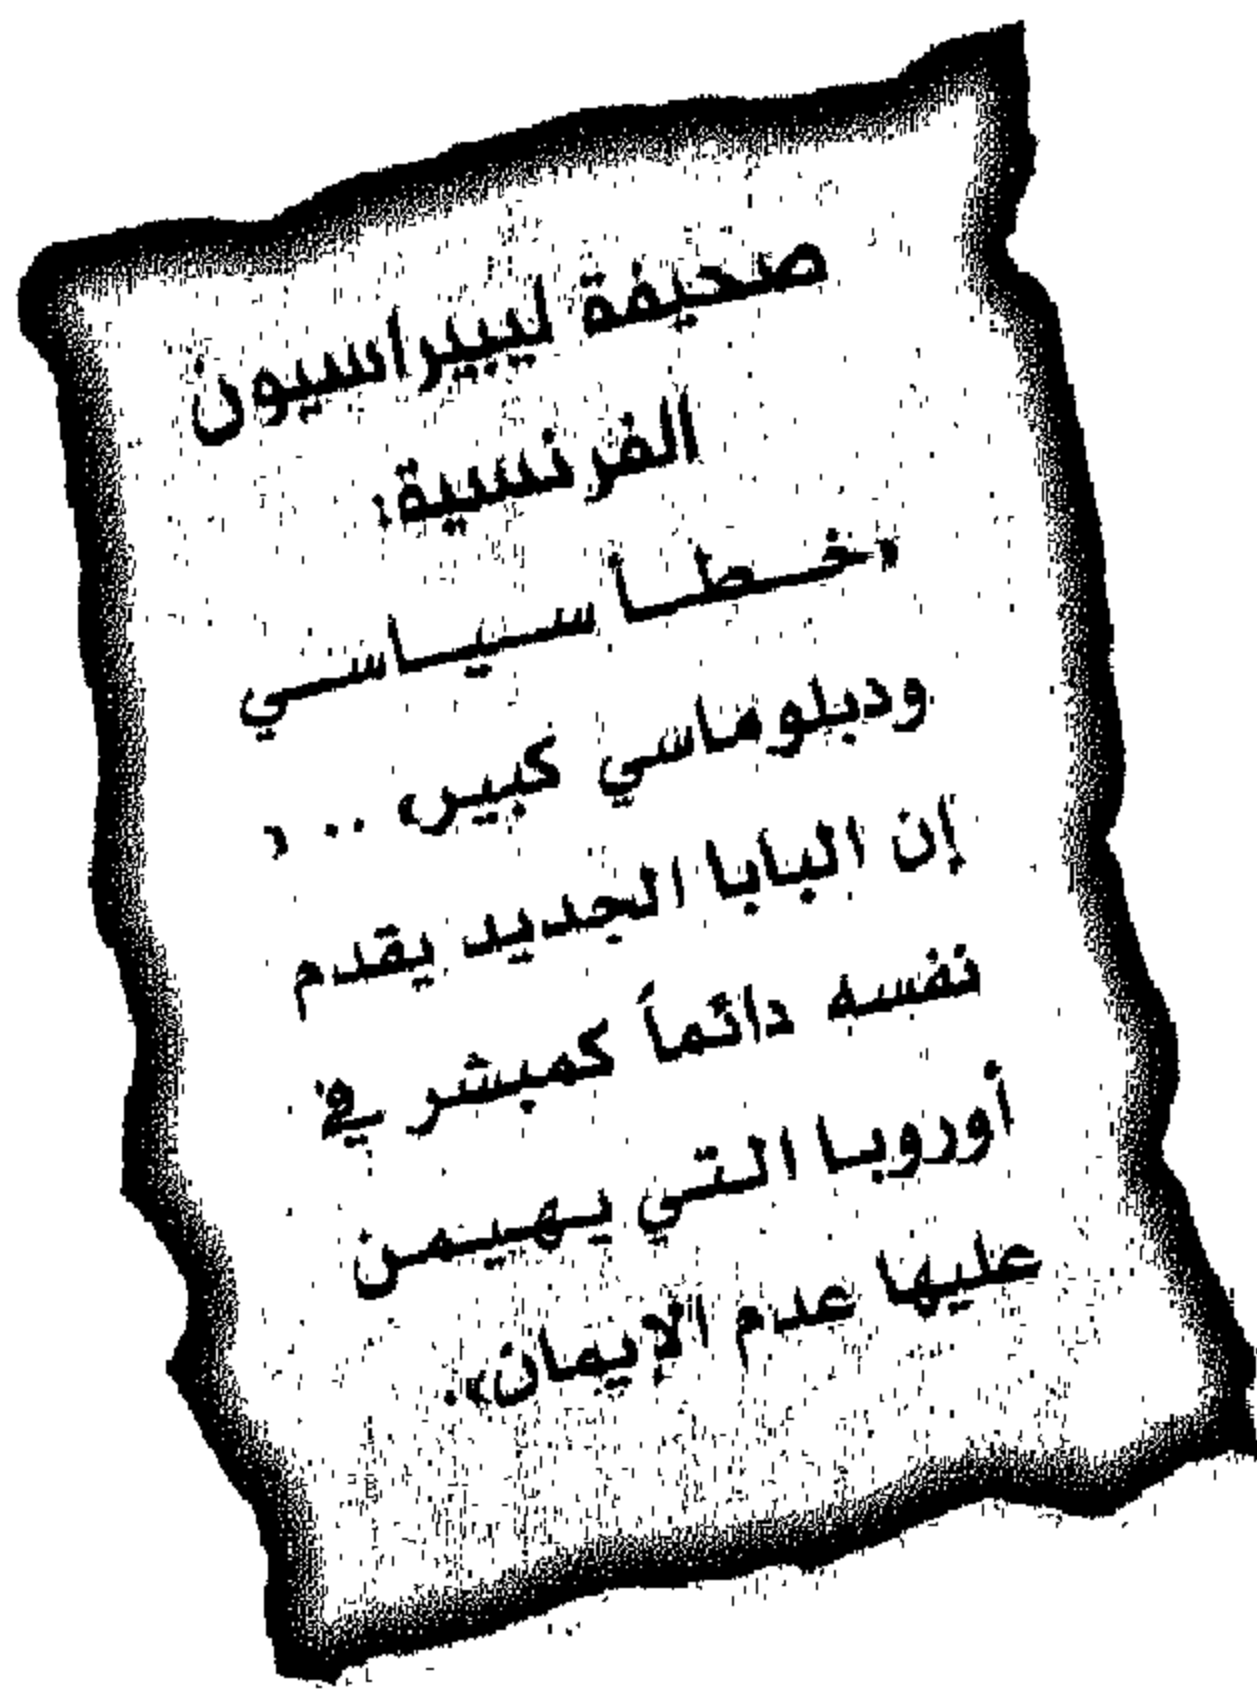 صحيفة ليبيراسيون
الفرنسية:
«خطأ سياسي
ودبلوماسي كبير، .. و
إن البابا الجديد يقدم
نفسه دائماً كمبشر في
أوروبا التي يهيمن
عليها عدم الإيمان».